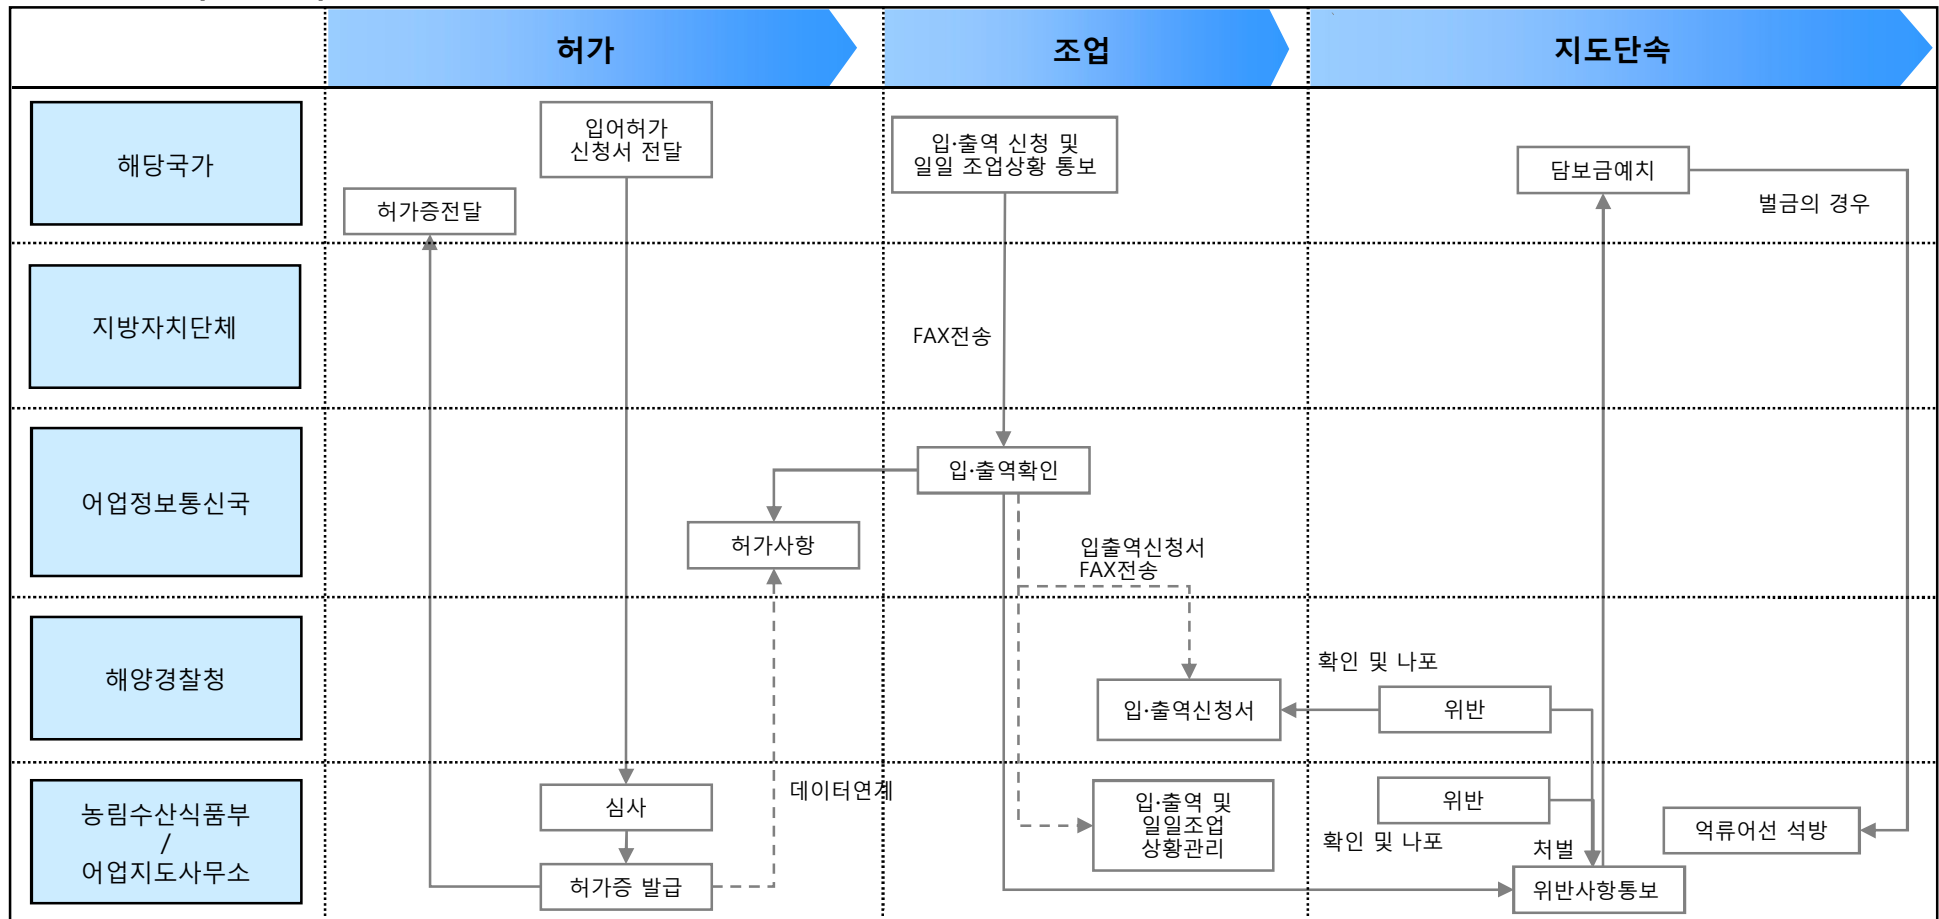 허가
조업
지도단속
해당국가
입어허가
신청서 전달
허가증전달
입·출역 신청 및
일일 조업상황 통보
담보금예치
벌금의 경우
지방자치단체
FAX전송
어업정보통신국
입·출역확인
허가사항
입출역신청서
FAX전송
해양경찰청
확인 및 나포
입·출역신청서
위반
농림수산식품부
/
어업지도사무소
심사
데이터연계
허가증 발급
입·출역 및
일일조업
상황관리
위반
확인 및 나포
처벌
억류어선 석방
위반사항통보